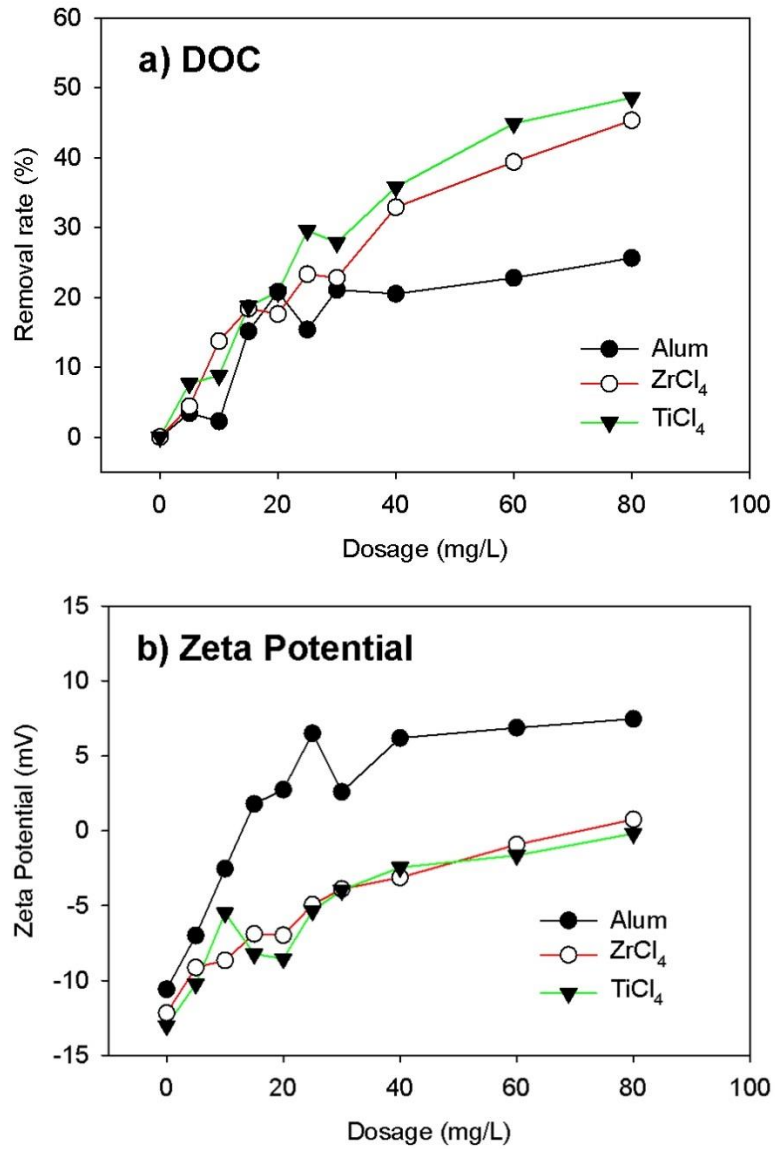 a) DOC
Removal rate (%)
60
50
40
30
20
10
0
Alum
ZrCl₄
TiCl₄
0 20 40 60 80 100
Dosage (mg/L)
b) Zeta Potential
Zeta Potential (mV)
15
10
5
0
-5
-10
-15
Alum
ZrCl₄
TiCl₄
0 20 40 60 80 100
Dosage (mg/L)